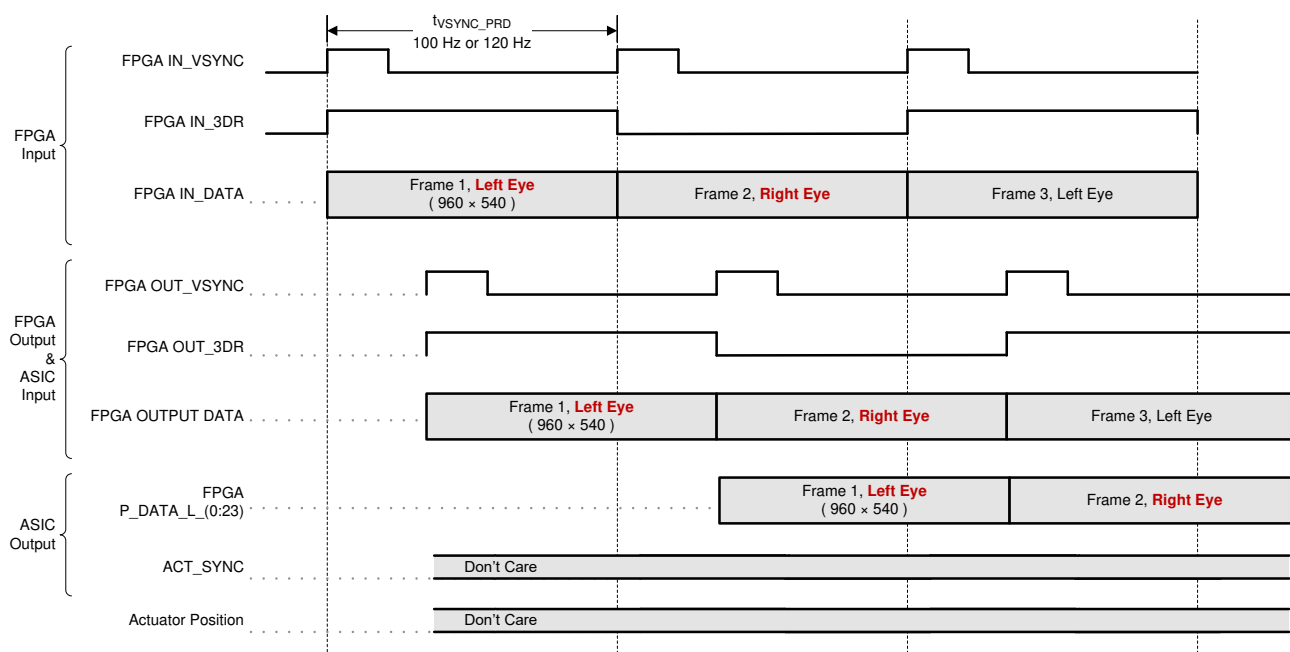 tVSYNC_PRD
100 Hz or 120 Hz
FPGA IN_VSYNC
FPGA IN_3DR
FPGA
Input
FPGA IN_DATA
Frame 1, Left Eye
( 960 × 540 )
Frame 2, Right Eye
Frame 3, Left Eye
FPGA OUT_VSYNC
FPGA
Output
&
ASIC
Input
FPGA OUT_3DR
FPGA OUTPUT DATA
Frame 1, Left Eye
( 960 × 540 )
Frame 2, Right Eye
Frame 3, Left Eye
FPGA
P_DATA_L_(0:23)
Frame 1, Left Eye
( 960 × 540 )
Frame 2, Right Eye
ASIC
Output
ACT_SYNC
Don't Care
Actuator Position
Don't Care